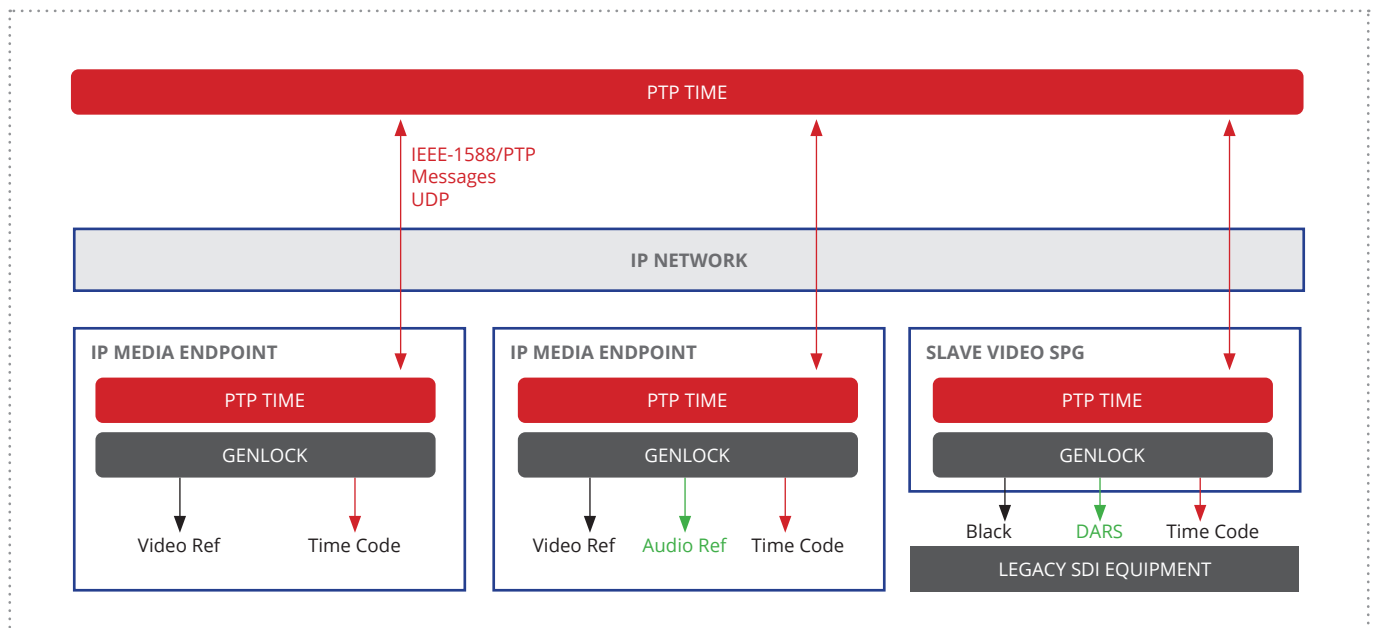 PTP TIME
IEEE-1588/PTP
Messages
UDP
IP NETWORK
IP MEDIA ENDPOINT
PTP TIME
GENLOCK
Video Ref
Time Code
IP MEDIA ENDPOINT
PTP TIME
GENLOCK
Video Ref
Audio Ref
Time Code
SLAVE VIDEO SPG
PTP TIME
GENLOCK
Black
DARS
Time Code
LEGACY SDI EQUIPMENT